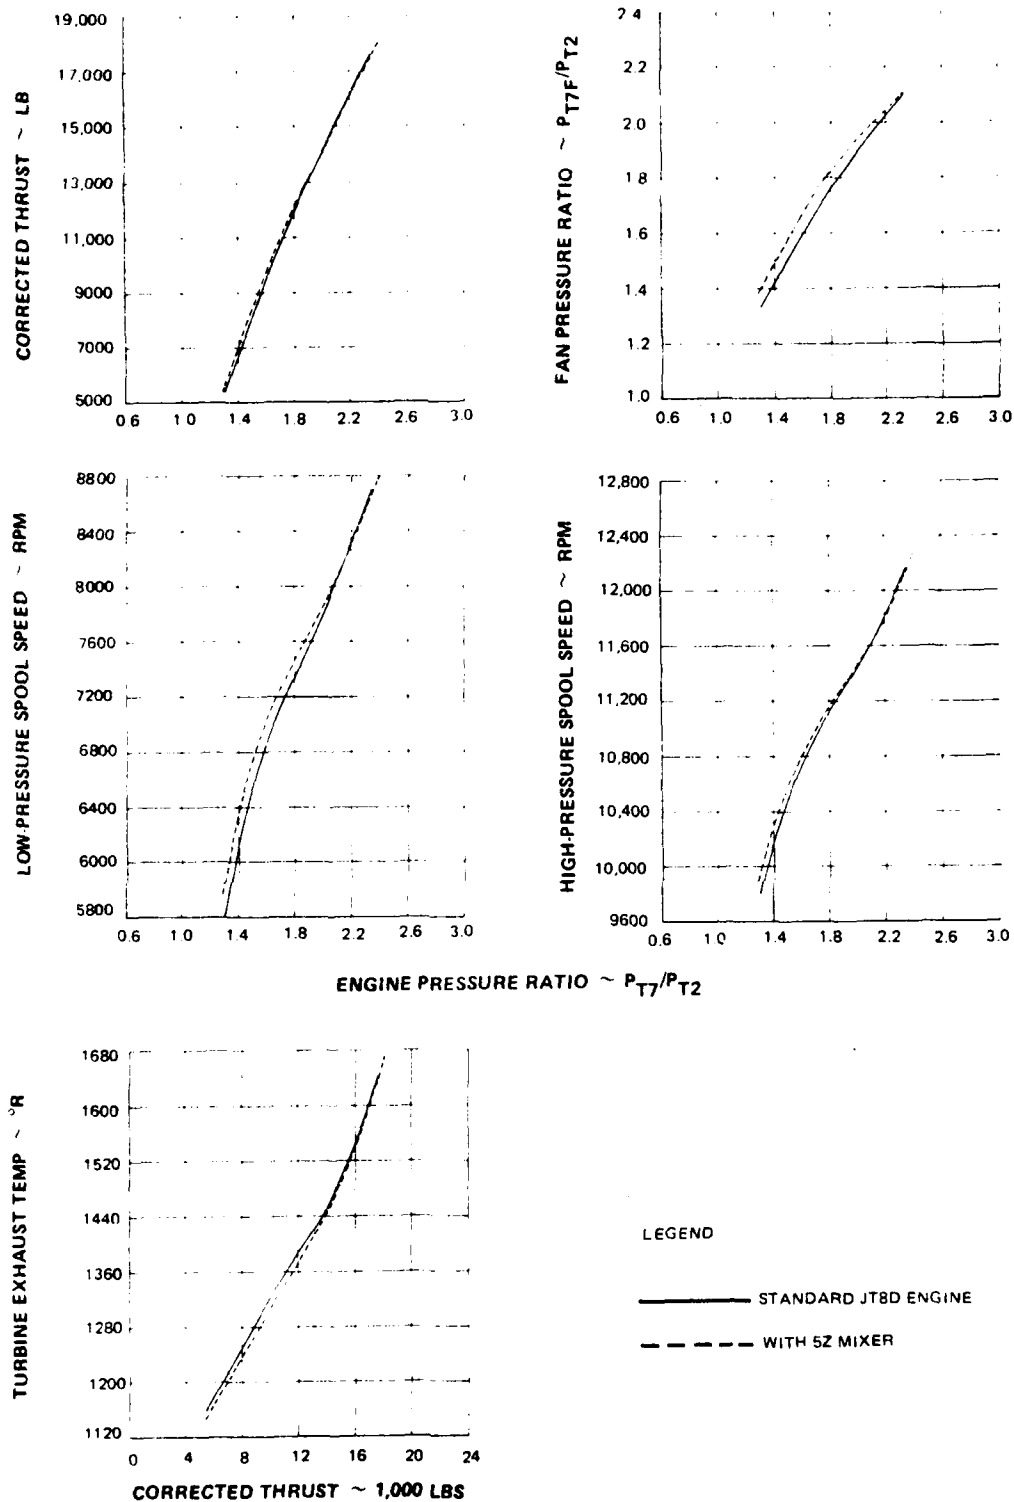 CORRECTED THRUST ~ LB
19,000
17,000
15,000
13,000
11,000
9000
7000
5000
0.6 1.0 1.4 1.8 2.2 2.6 3.0
FAN PRESSURE RATIO ~ PT7F/PT2
2.4
2.2
2.0
1.8
1.6
1.4
1.2
1.0
0.6 1.0 1.4 1.8 2.2 2.6 3.0
LOW-PRESSURE SPOOL SPEED ~ RPM
8800
8400
8000
7600
7200
6800
6400
6000
5800
0.6 1.0 1.4 1.8 2.2 2.6 3.0
HIGH-PRESSURE SPOOL SPEED ~ RPM
12,800
12,400
12,000
11,600
11,200
10,800
10,400
10,000
9600
0.6 1.0 1.4 1.8 2.2 2.6 3.0
ENGINE PRESSURE RATIO ~ PT7/PT2
TURBINE EXHAUST TEMP ~ °R
1680
1600
1520
1440
1360
1280
1200
1120
0 4 8 12 16 20 24
CORRECTED THRUST ~ 1,000 LBS
LEGEND
STANDARD JT8D ENGINE
WITH 5Z MIXER